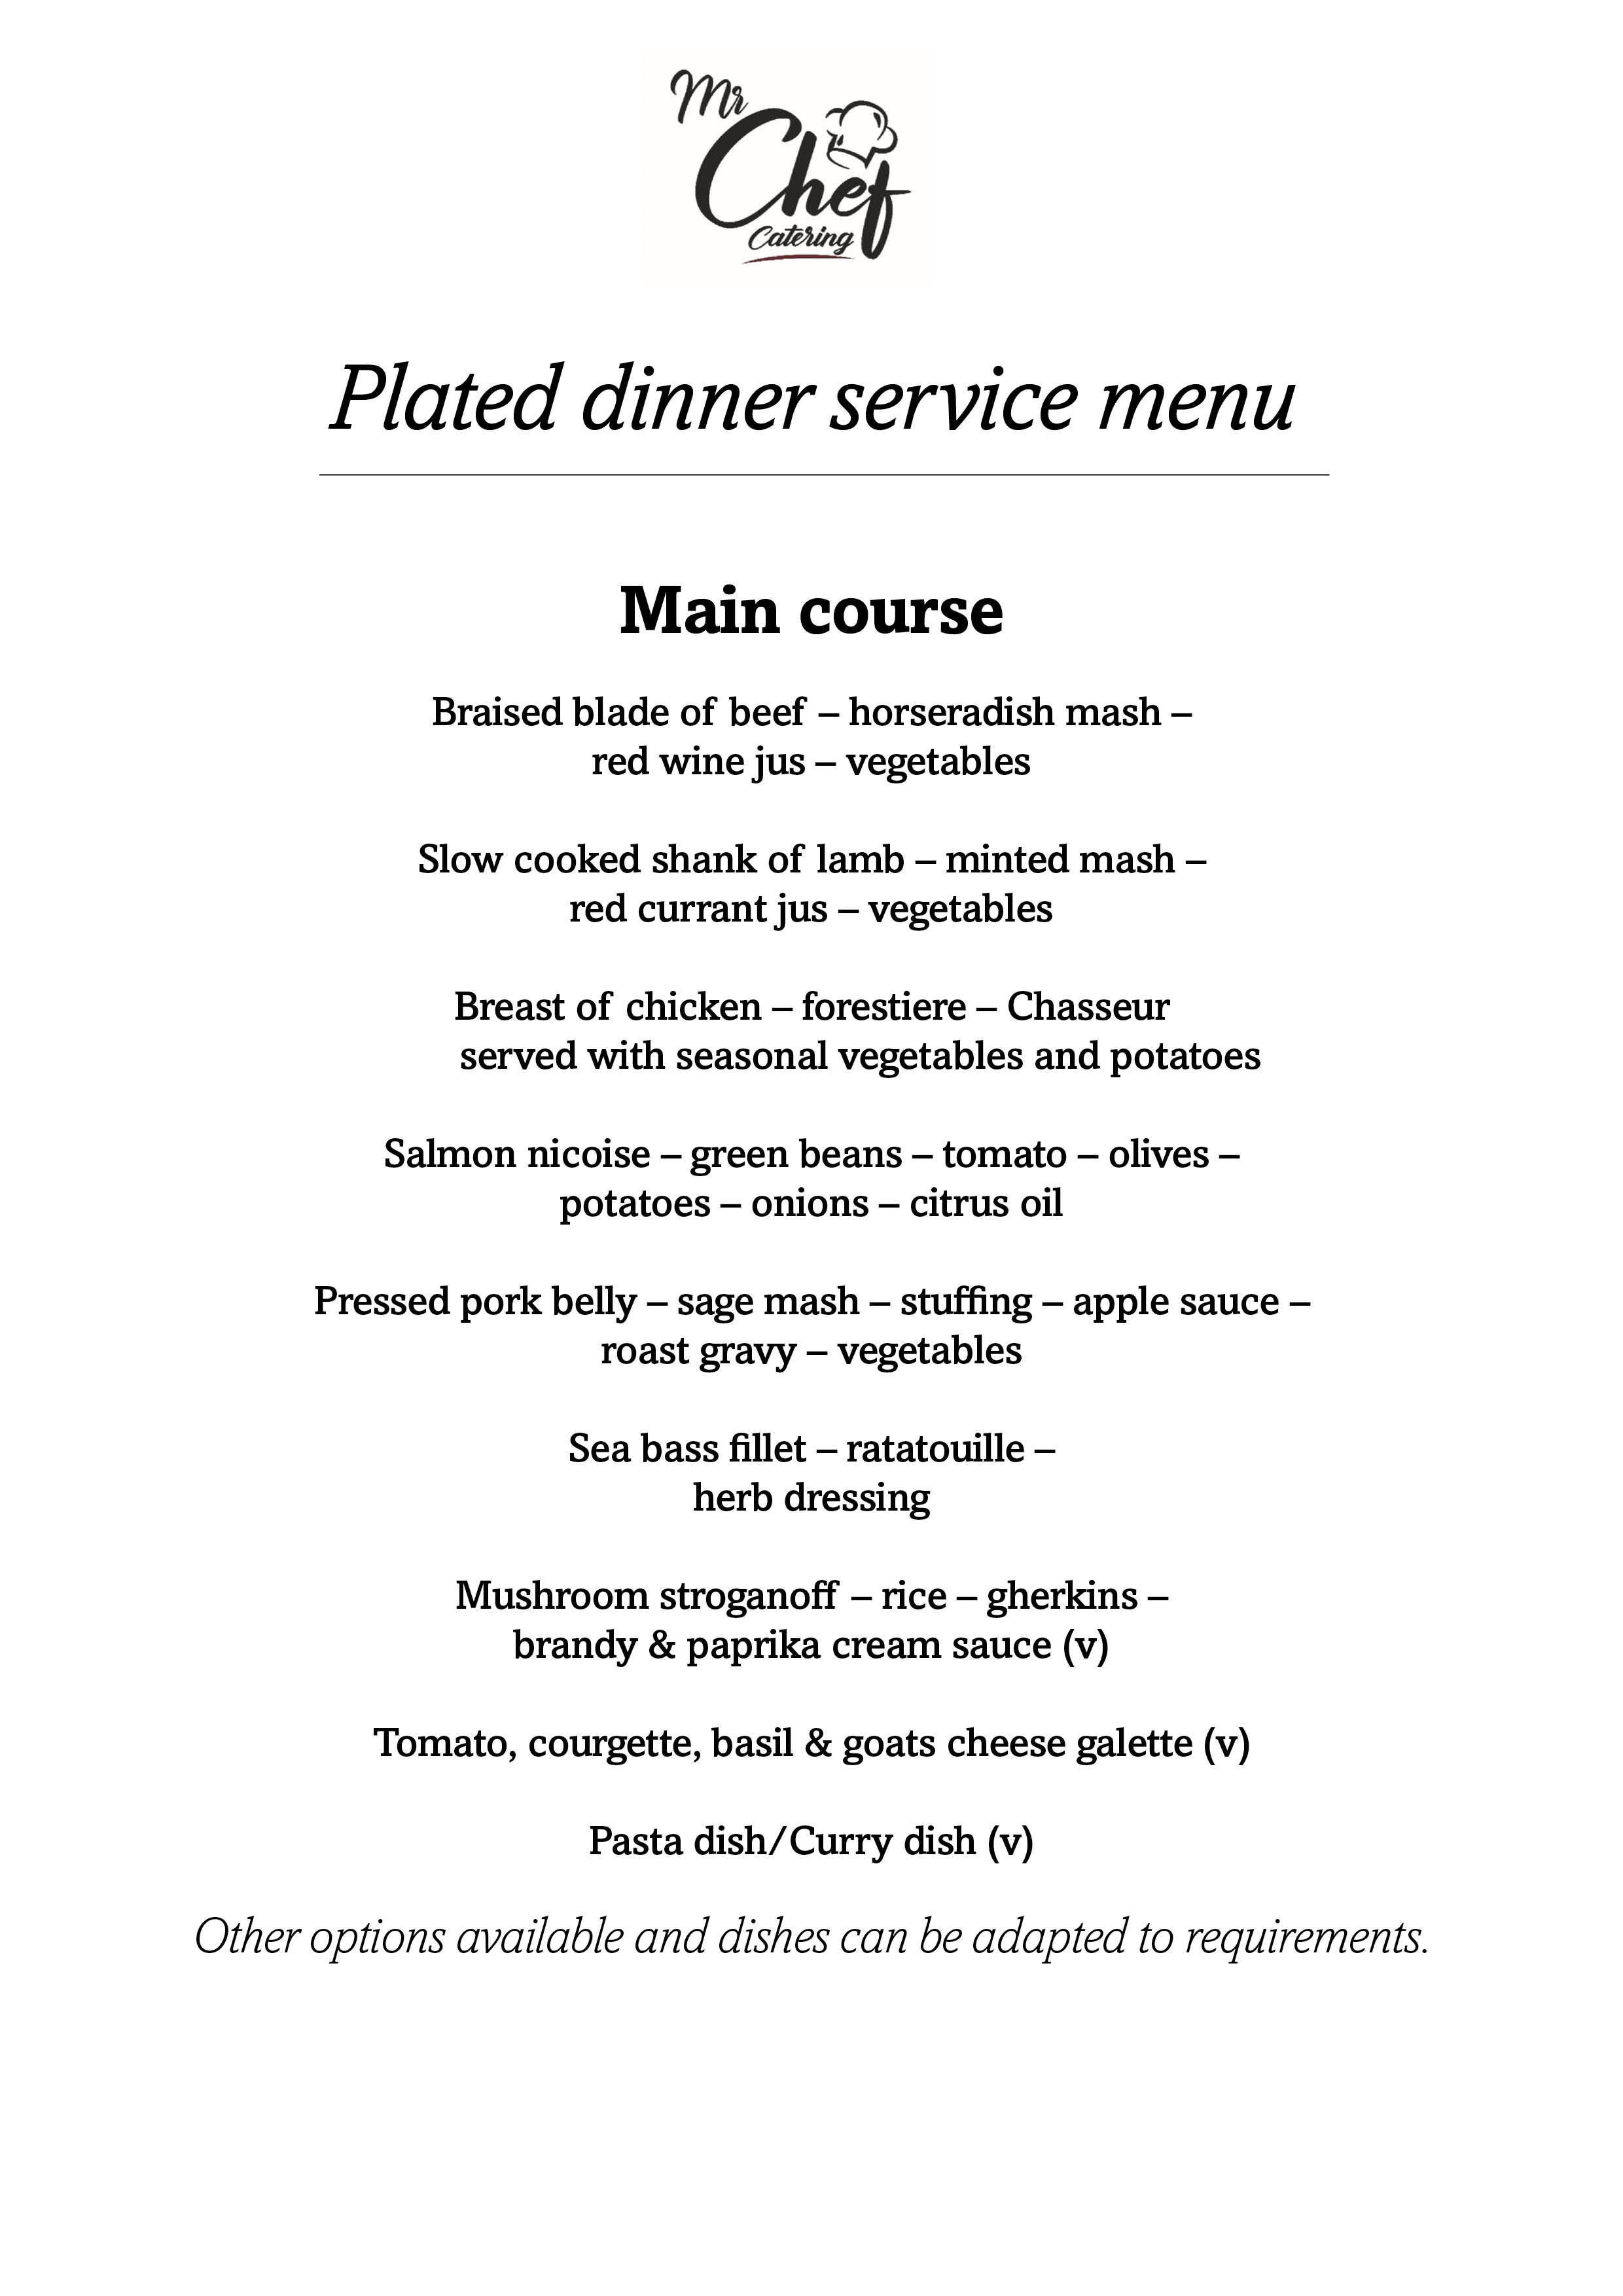 Mr
Chef
Catering
Plated dinner service menu
Main course
Braised blade of beef – horseradish mash –
red wine jus – vegetables
Slow cooked shank of lamb – minted mash –
red currant jus – vegetables
Breast of chicken – forestiere – Chasseur
served with seasonal vegetables and potatoes
Salmon nicoise – green beans – tomato – olives –
potatoes – onions – citrus oil
Pressed pork belly – sage mash – stuffing – apple sauce –
roast gravy – vegetables
Sea bass fillet – ratatouille –
herb dressing
Mushroom stroganoff – rice – gherkins –
brandy & paprika cream sauce (v)
Tomato, courgette, basil & goats cheese galette (v)
Pasta dish/Curry dish (v)
Other options available and dishes can be adapted to requirements.